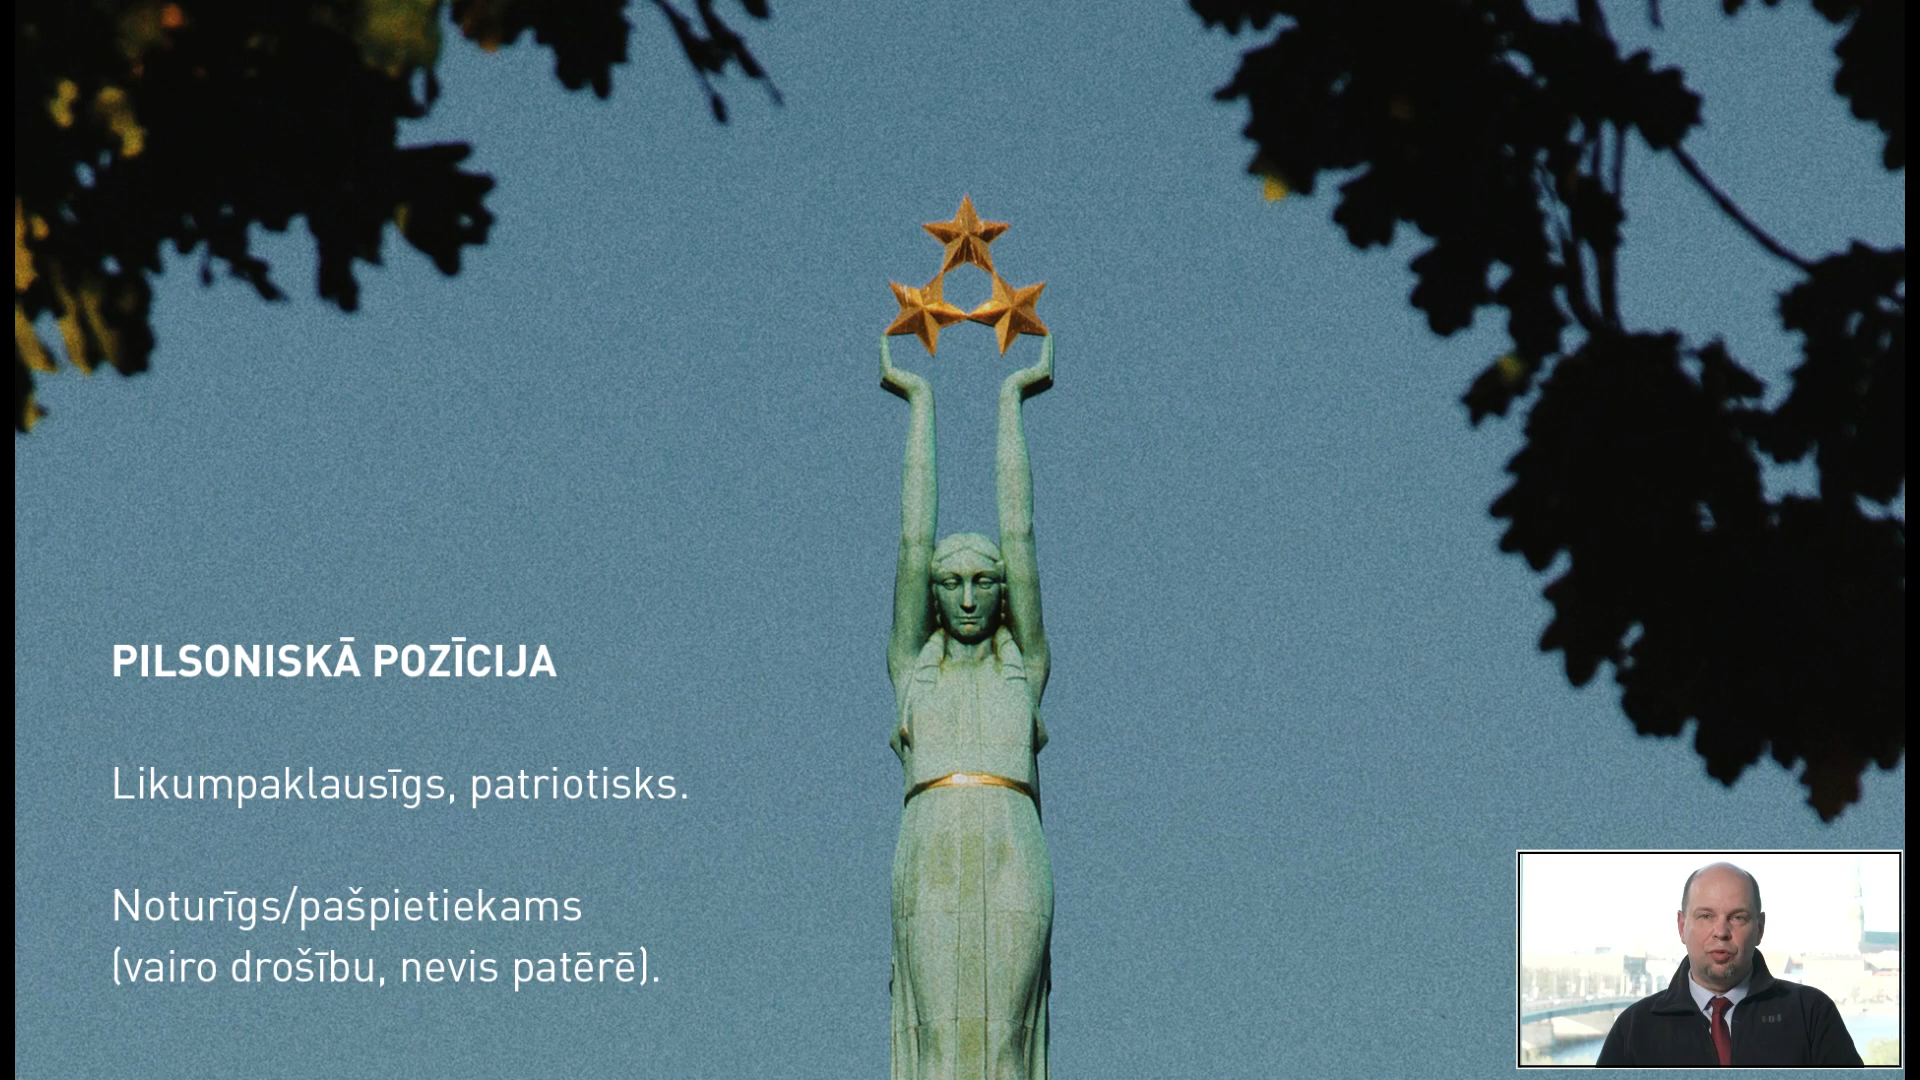 PILSONISKĀ POZĪCIJA
Likumpaklausīgs, patriotisks.
Noturīgs/pašpietiekams
(vairo drošību, nevis patērē).